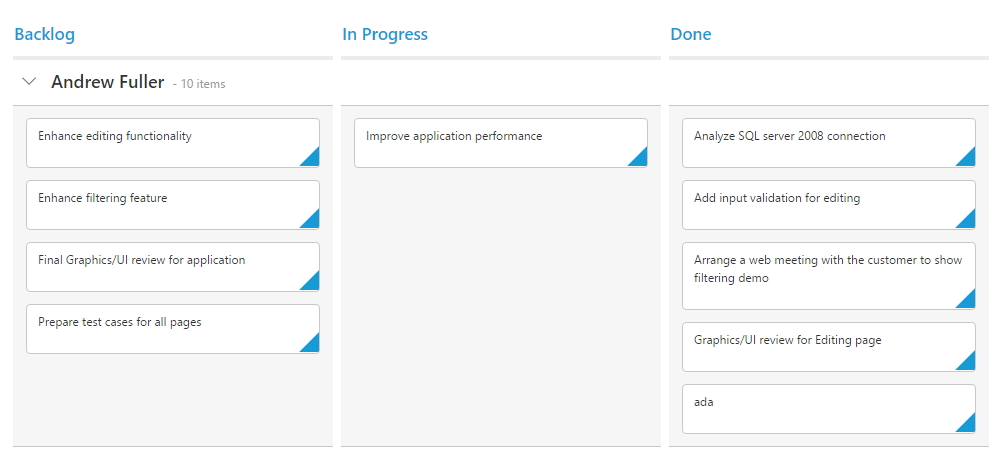 Backlog
In Progress
Done
Andrew Fuller - 10 items
Enhance editing functionality
Enhance filtering feature
Final Graphics/UI review for application
Prepare test cases for all pages
Improve application performance
Analyze SQL server 2008 connection
Add input validation for editing
Arrange a web meeting with the customer to show
filtering demo
Graphics/UI review for Editing page
ada